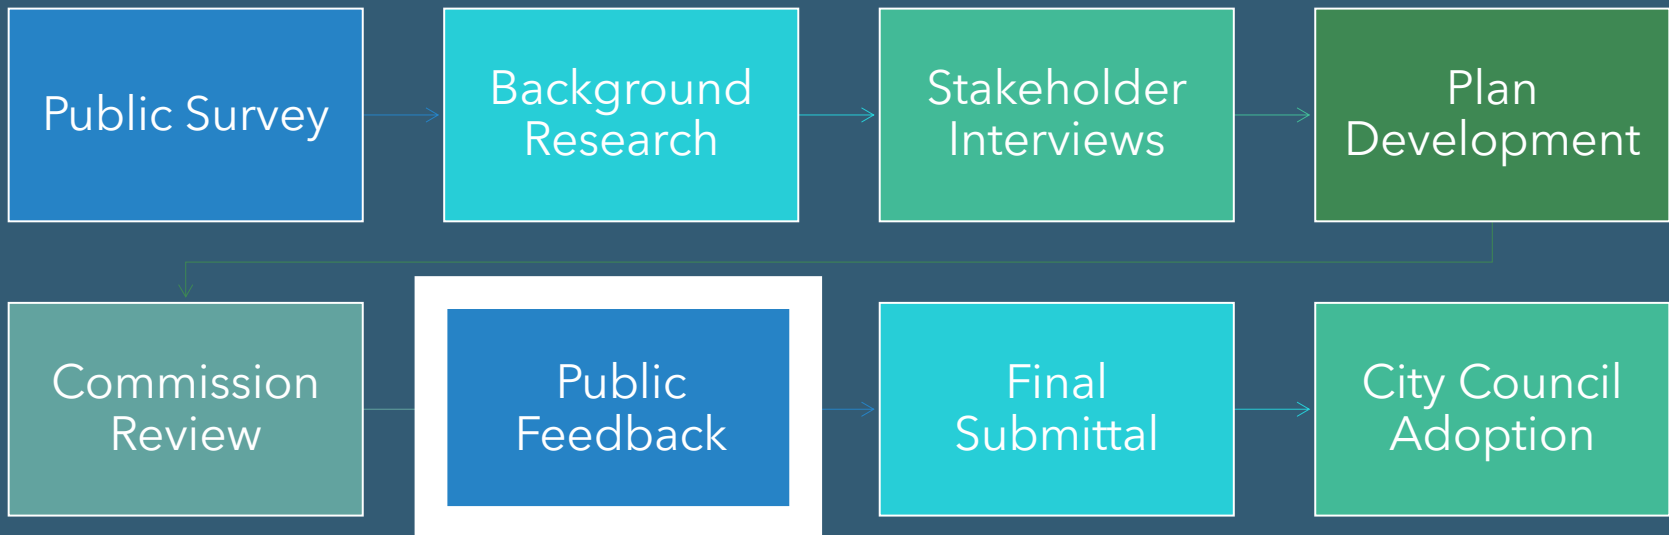 Public Survey
Background
Research
Stakeholder
Interviews
Plan
Development
Commission
Review
Public
Feedback
Final
Submittal
City Council
Adoption